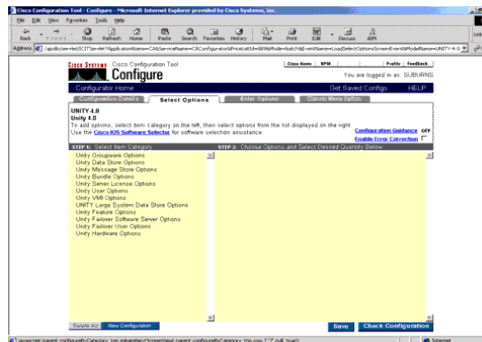 Cisco Configuration Tool - Configure - Microsoft Internet Explorer provided by Cisco Systems, Inc.
File Edit View Favorites Tools Help
Back Forward Stop Refresh Home Search Favorites History Mail Print Edit Discuss AIM
Address
Cisco Systems Cisco Configuration Tool
Configure
Cisco Home NPM Profile Feedback
You are logged in as: SUBURNS
Configurator Home Get Saved Configs HELP
Configuration Details Select Options Enter Options Classic Menu Option
UNITY 4.0
Unity 4.0
To add options, select item category on the left, then select options from the list displayed on the right
Use the Cisco IOS Software Selector for software selection assistance.
Configuration Guidance OFF
Enable Error Correction
STEP 1: Select Item Category STEP 2: Choose Options and Select Desired Quantity Below
Unity Groupware Options
Unity Data Store Options
Unity Message Store Options
Unity Bundle Options
Unity Server License Options
Unity User Options
Unity VMI Options
UNITY Large System Data Store Options
Unity Feature Options
Unity Failover Software Server Options
Unity Failover User Options
Unity Hardware Options
Delete All New Configuration Save Check Configuration
Internet